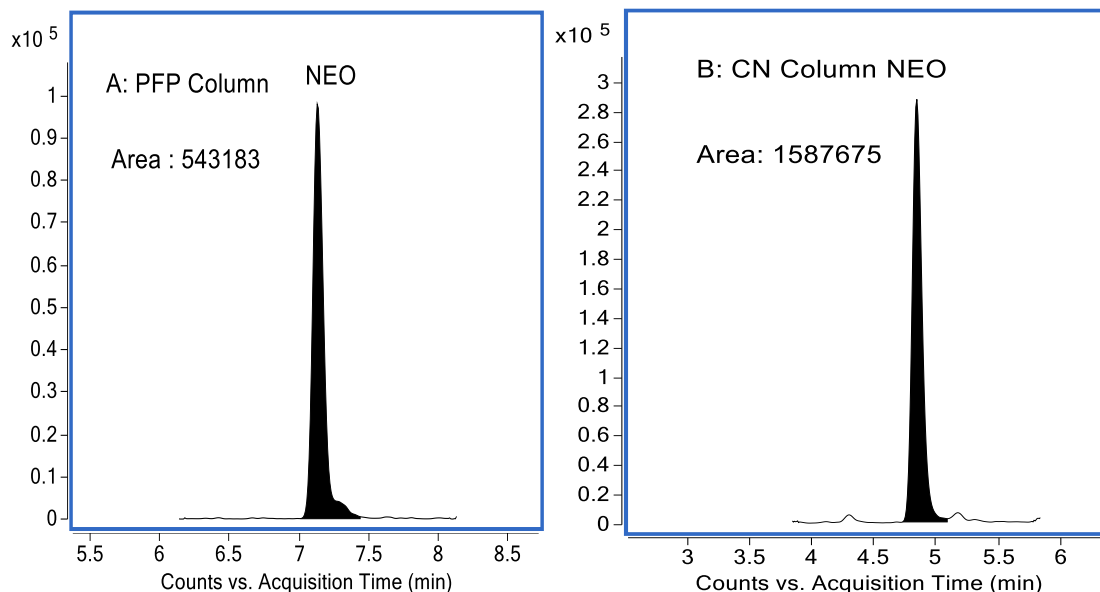 x10 5
A: PFP Column
NEO
Area : 543183
1
0.9
0.8
0.7
0.6
0.5
0.4
0.3
0.2
0.1
0
5.5 6 6.5 7 7.5 8 8.5
Counts vs. Acquisition Time (min)
x10 5
B: CN Column NEO
Area: 1587675
3
2.8
2.6
2.4
2.2
2
1.8
1.6
1.4
1.2
1
0.8
0.6
0.4
0.2
0
3 3.5 4 4.5 5 5.5 6
Counts vs. Acquisition Time (min)